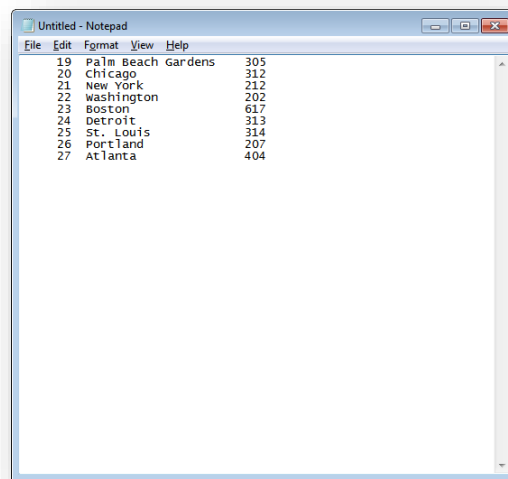 Untitled - Notepad
File Edit Format View Help
19 Palm Beach Gardens 305
20 Chicago 312
21 New York 212
22 Washington 202
23 Boston 617
24 Detroit 313
25 St. Louis 314
26 Portland 207
27 Atlanta 404